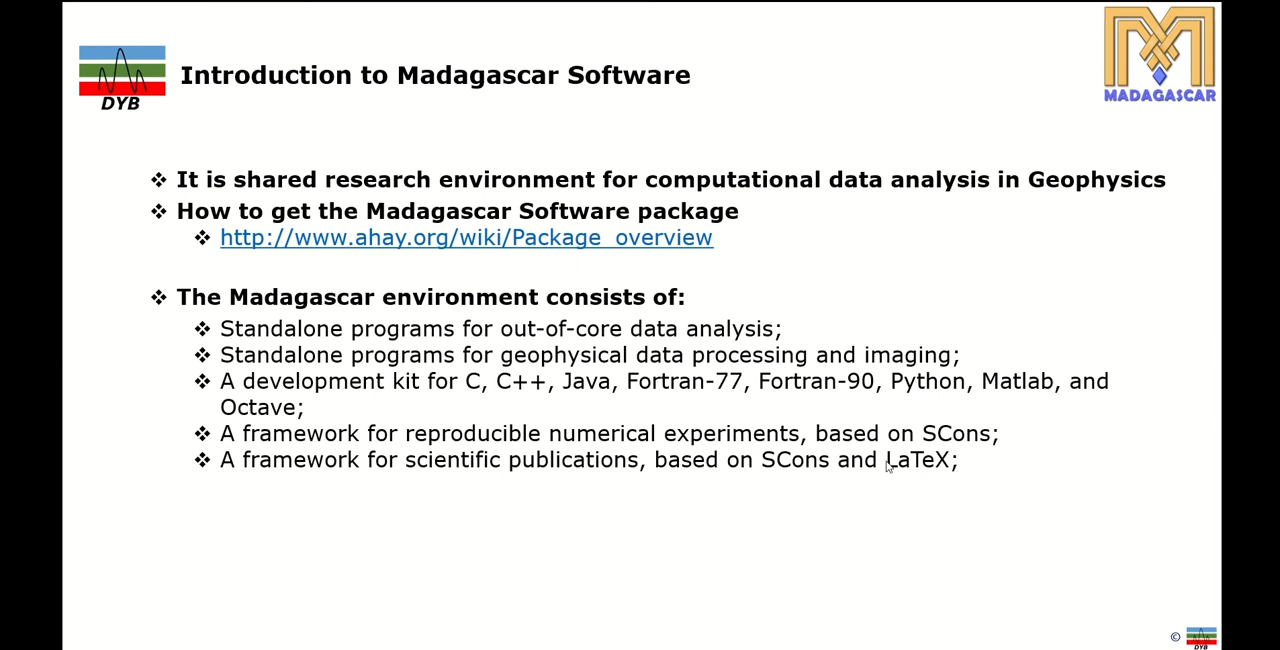 Introduction to Madagascar Software
DYB
MADAGASCAR
❖ It is shared research environment for computational data analysis in Geophysics
❖ How to get the Madagascar Software package
❖ http://www.ahay.org/wiki/Package_overview
❖ The Madagascar environment consists of:
❖ Standalone programs for out-of-core data analysis;
❖ Standalone programs for geophysical data processing and imaging;
❖ A development kit for C, C++, Java, Fortran-77, Fortran-90, Python, Matlab, and
Octave;
❖ A framework for reproducible numerical experiments, based on SCons;
❖ A framework for scientific publications, based on SCons and LaTeX;
© DYB